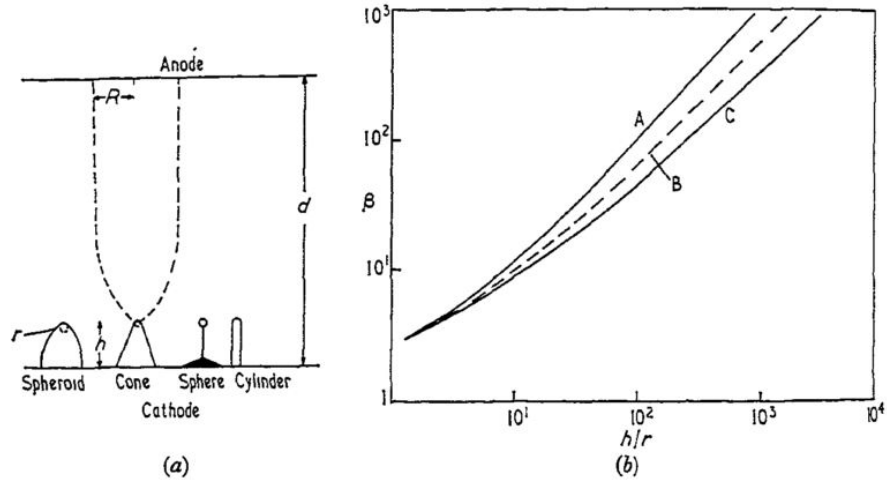 Anode
R
d
r
h
Spheroid Cone Sphere Cylinder
Cathode
(a)
10³
10²
β
10¹
1
A
B
C
10¹ 10² 10³ 10⁴
h/r
(b)